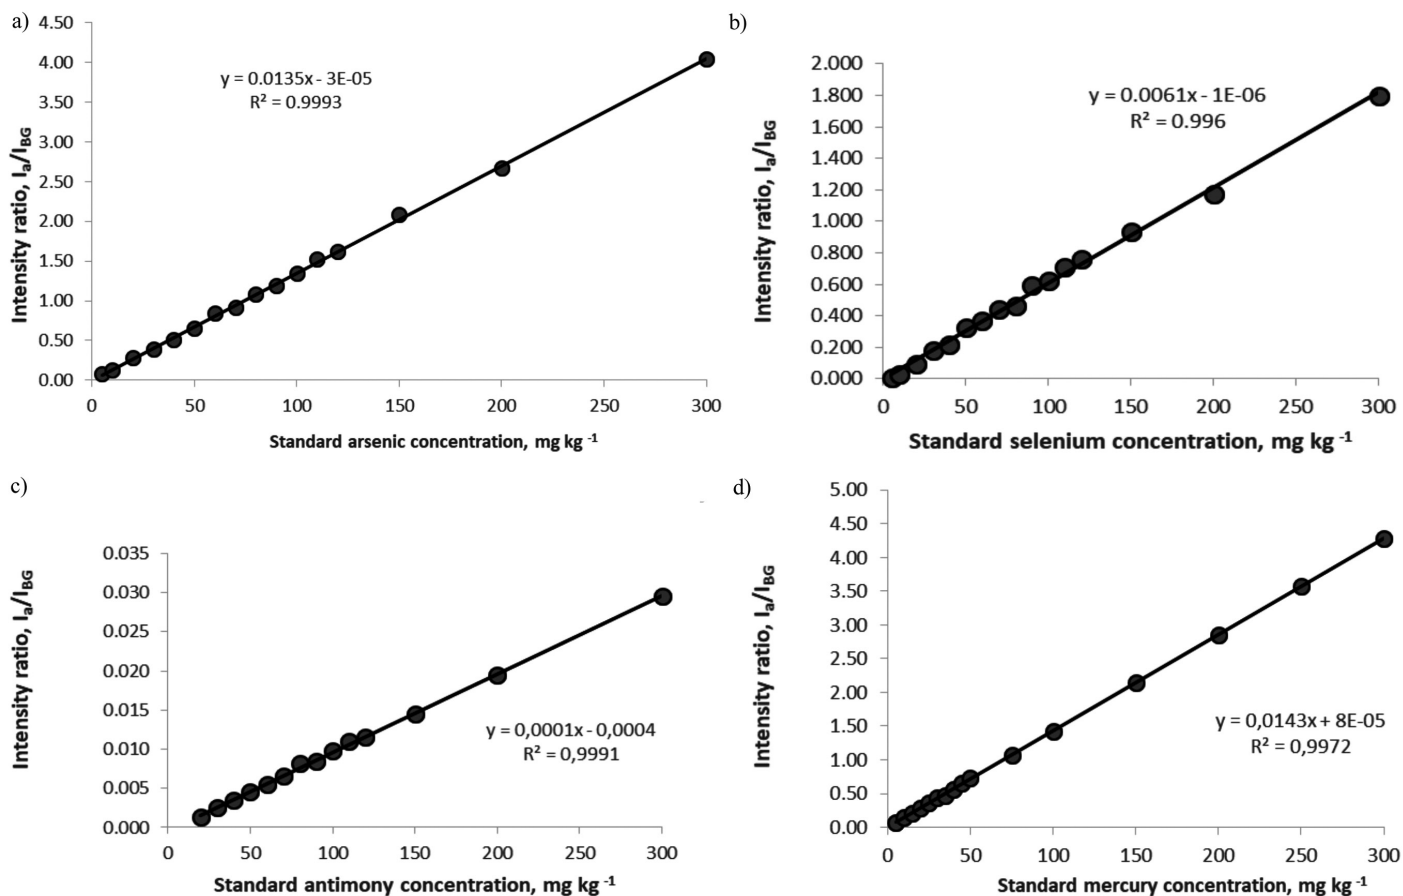 a)
4.50
4.00
3.50
3.00
2.50
2.00
1.50
1.00
0.50
0.00
Intensity ratio, Iₐ/I_BG
y = 0.0135x - 3E-05
R² = 0.9993
0 50 100 150 200 250 300
Standard arsenic concentration, mg kg ⁻¹
b)
2.000
1.800
1.600
1.400
1.200
1.000
0.800
0.600
0.400
0.200
0.000
Intensity ratio, Iₐ/I_BG
y = 0.0061x - 1E-06
R² = 0.996
0 50 100 150 200 250 300
Standard selenium concentration, mg kg ⁻¹
c)
0.035
0.030
0.025
0.020
0.015
0.010
0.005
0.000
Intensity ratio, Iₐ/I_BG
y = 0,0001x - 0,0004
R² = 0,9991
0 50 100 150 200 250 300
Standard antimony concentration, mg kg ⁻¹
d)
5.00
4.50
4.00
3.50
3.00
2.50
2.00
1.50
1.00
0.50
0.00
Intensity ratio, Iₐ/I_BG
y = 0,0143x + 8E-05
R² = 0,9972
0 50 100 150 200 250 300
Standard mercury concentration, mg kg ⁻¹